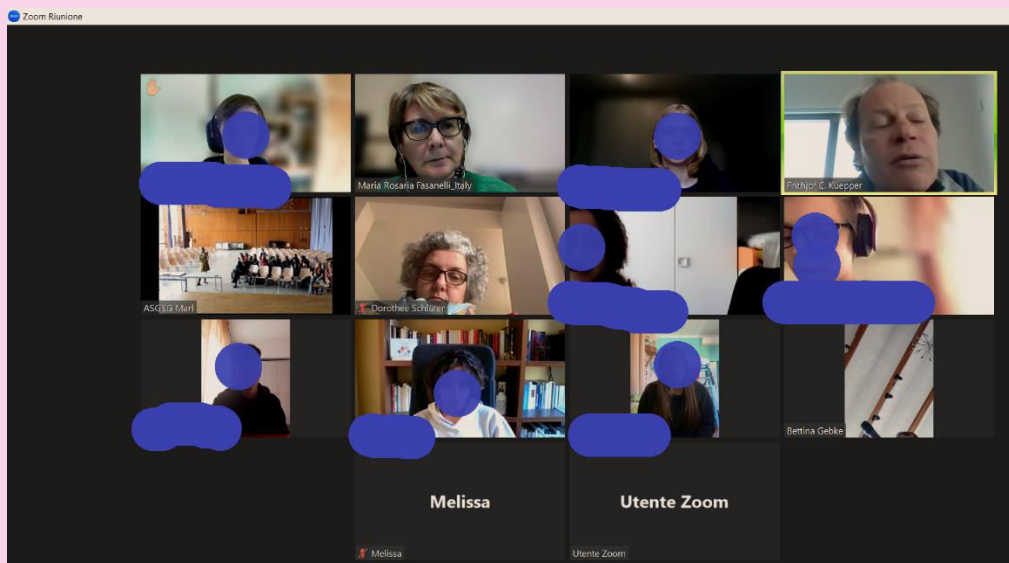 Zoom Riunione
Maria Rosaria Fasanelli_Italy
Frithjof C. Kuepper
ASGSG Marl
Dorothee Schlüter
Bettina Gebke
Melissa
Utente Zoom
Melissa
Utente Zoom